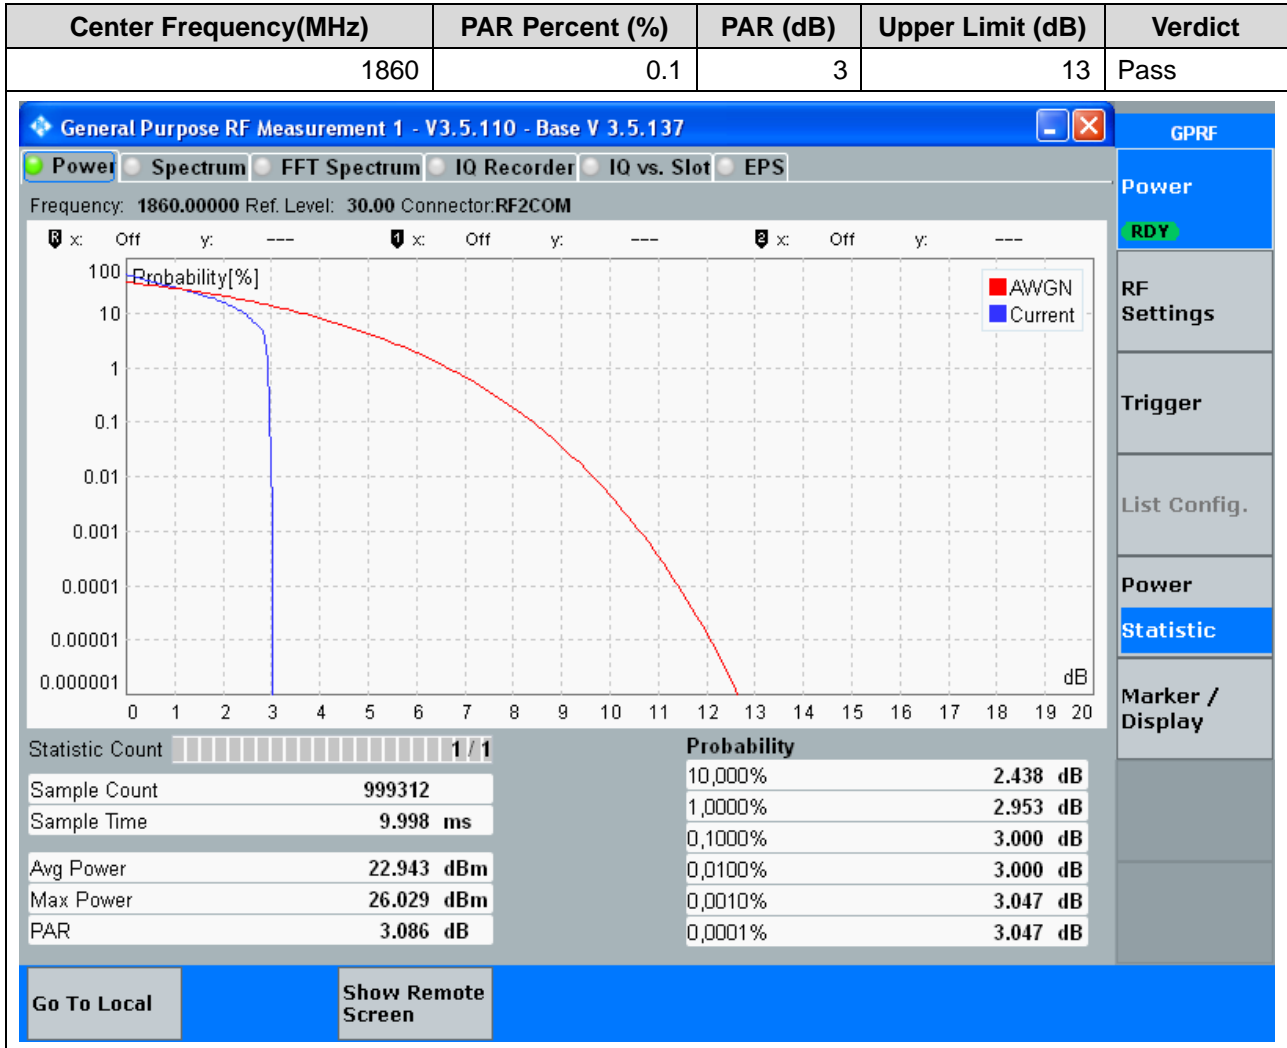 Center Frequency(MHz) PAR Percent (%) PAR (dB) Upper Limit (dB) Verdict
1860 0.1 3 13 Pass
General Purpose RF Measurement 1 - V3.5.110 - Base V 3.5.137
GPRF
Power Spectrum FFT Spectrum IQ Recorder IQ vs. Slot EPS
Power
RDY
Frequency: 1860.00000 Ref. Level: 30.00 Connector:RF2COM
R x: Off y: --- 1 x: Off y: --- 2 x: Off y: ---
Probability[%]
AWGN
Current
100
10
1
0.1
0.01
0.001
0.0001
0.00001
0.000001
dB
0 1 2 3 4 5 6 7 8 9 10 11 12 13 14 15 16 17 18 19 20
RF
Settings
Trigger
List Config.
Power
Statistic
Marker /
Display
Statistic Count 1 / 1
Sample Count 999312
Sample Time 9.998 ms
Avg Power 22.943 dBm
Max Power 26.029 dBm
PAR 3.086 dB
Probability
10,000% 2.438 dB
1,0000% 2.953 dB
0,1000% 3.000 dB
0,0100% 3.000 dB
0,0010% 3.047 dB
0,0001% 3.047 dB
Go To Local
Show Remote
Screen